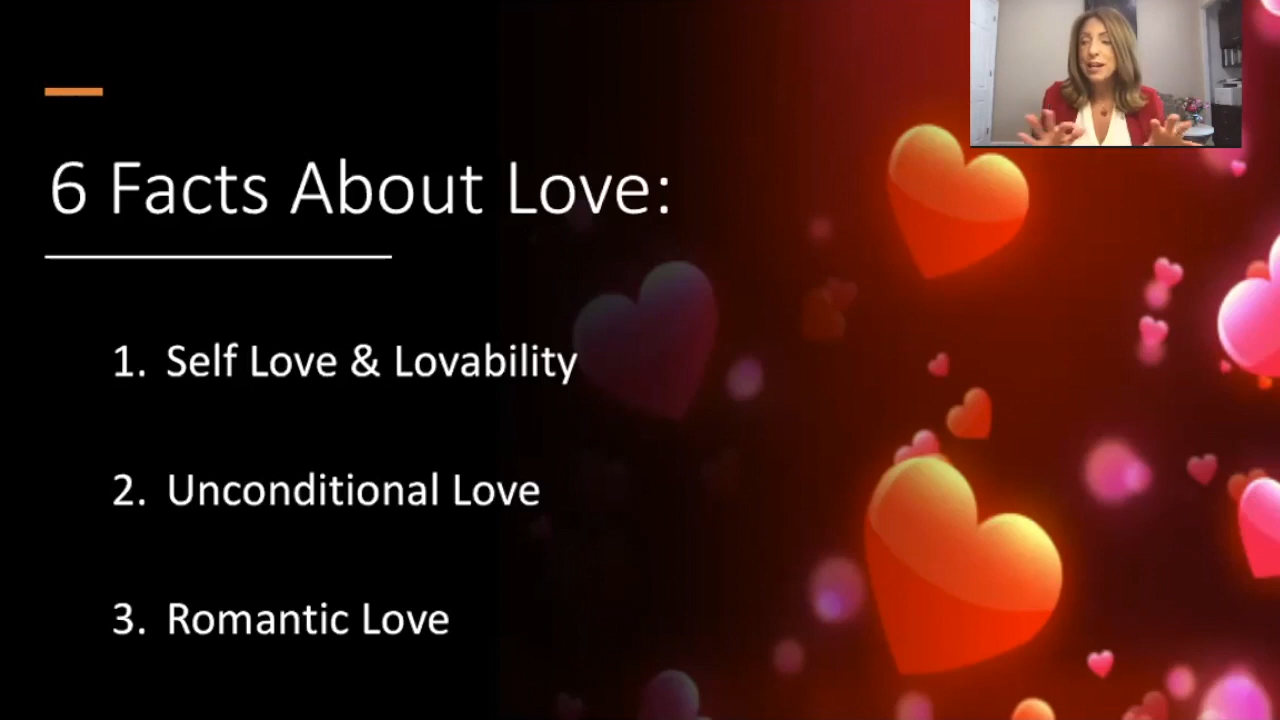 6 Facts About Love:
1. Self Love & Lovability
2. Unconditional Love
3. Romantic Love